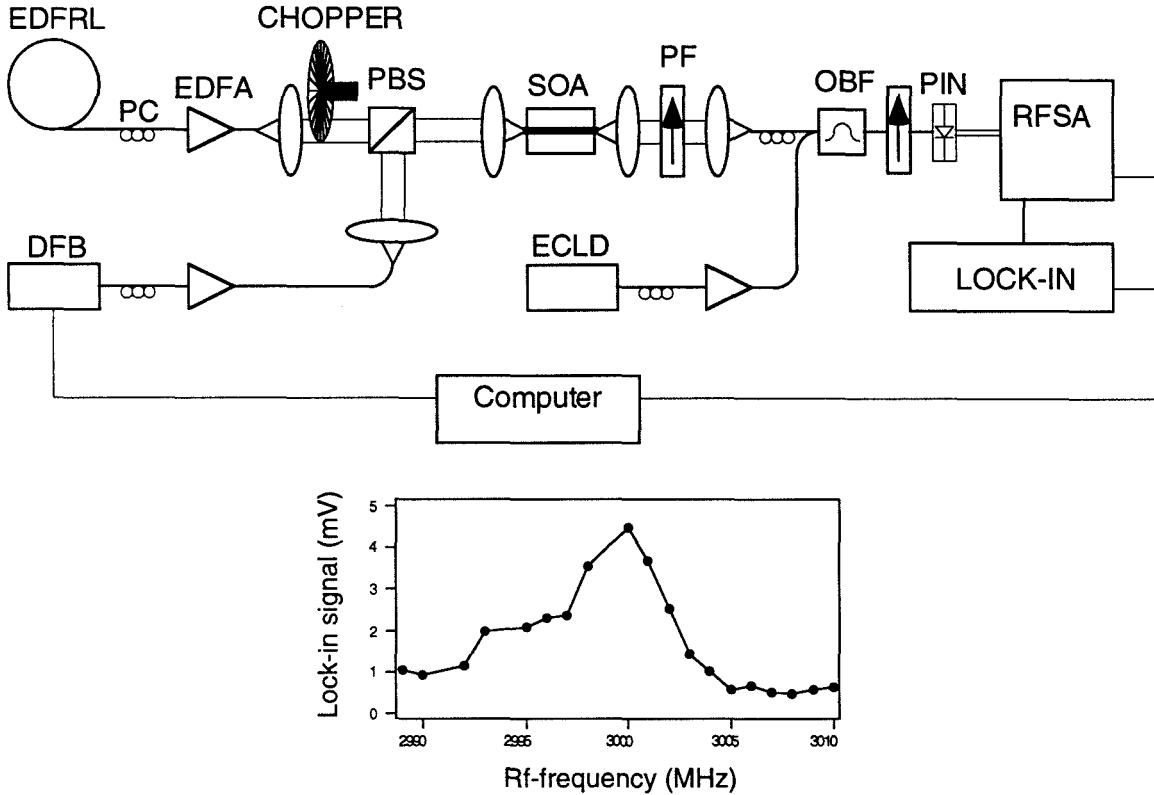 EDFRL
CHOPPER
PC
EDFA
PBS
SOA
PF
OBF
PIN
RFSA
DFB
ECLD
LOCK-IN
Computer
Lock-in signal (mV)
5
4
3
2
1
0
2990 2995 3000 3005 3010
Rf-frequency (MHz)